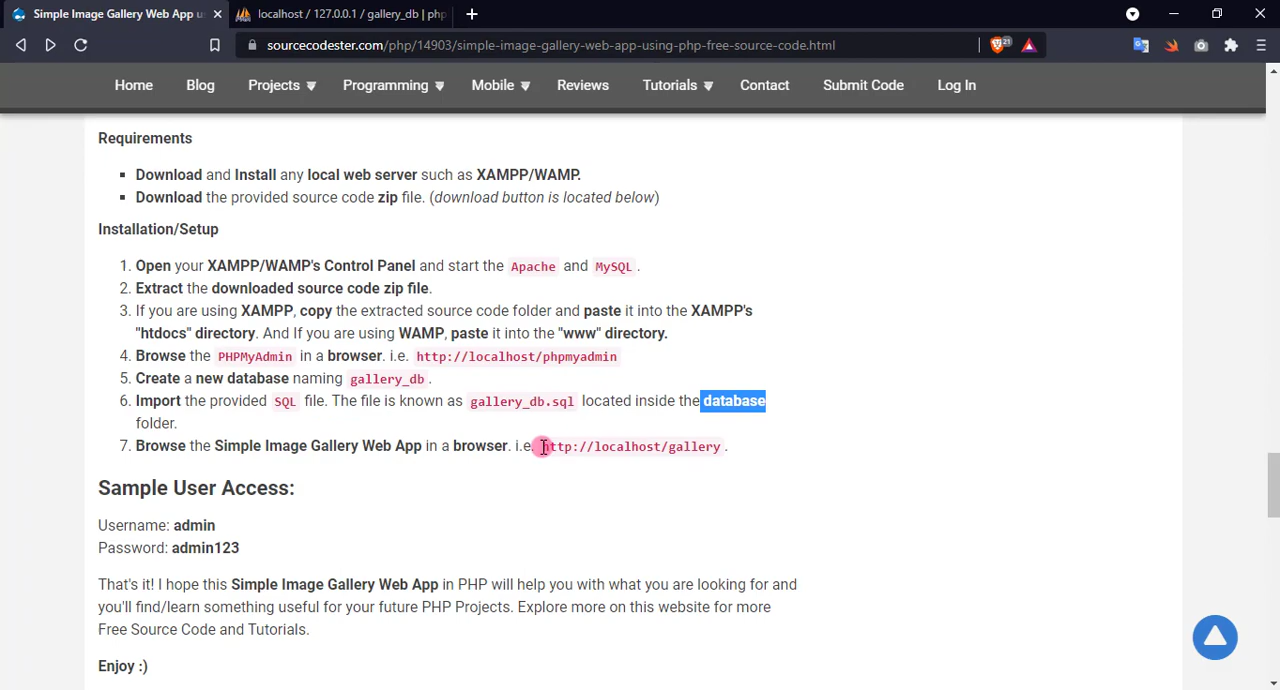 Simple Image Gallery Web App u
localhost / 127.0.0.1 / gallery_db | php
sourcecodester.com/php/14903/simple-image-gallery-web-app-using-php-free-source-code.html
21
Home Blog Projects Programming Mobile Reviews Tutorials Contact Submit Code Log In
Requirements
Download and Install any local web server such as XAMPP/WAMP.
Download the provided source code zip file. (download button is located below)
Installation/Setup
1. Open your XAMPP/WAMP's Control Panel and start the Apache and MySQL.
2. Extract the downloaded source code zip file.
3. If you are using XAMPP, copy the extracted source code folder and paste it into the XAMPP's
"htdocs" directory. And If you are using WAMP, paste it into the "www" directory.
4. Browse the PHPMyAdmin in a browser. i.e. http://localhost/phpmyadmin
5. Create a new database naming gallery_db.
6. Import the provided SQL file. The file is known as gallery_db.sql located inside the database
folder.
7. Browse the Simple Image Gallery Web App in a browser. i.e. http://localhost/gallery.
Sample User Access:
Username: admin
Password: admin123
That's it! I hope this Simple Image Gallery Web App in PHP will help you with what you are looking for and
you'll find/learn something useful for your future PHP Projects. Explore more on this website for more
Free Source Code and Tutorials.
Enjoy :)